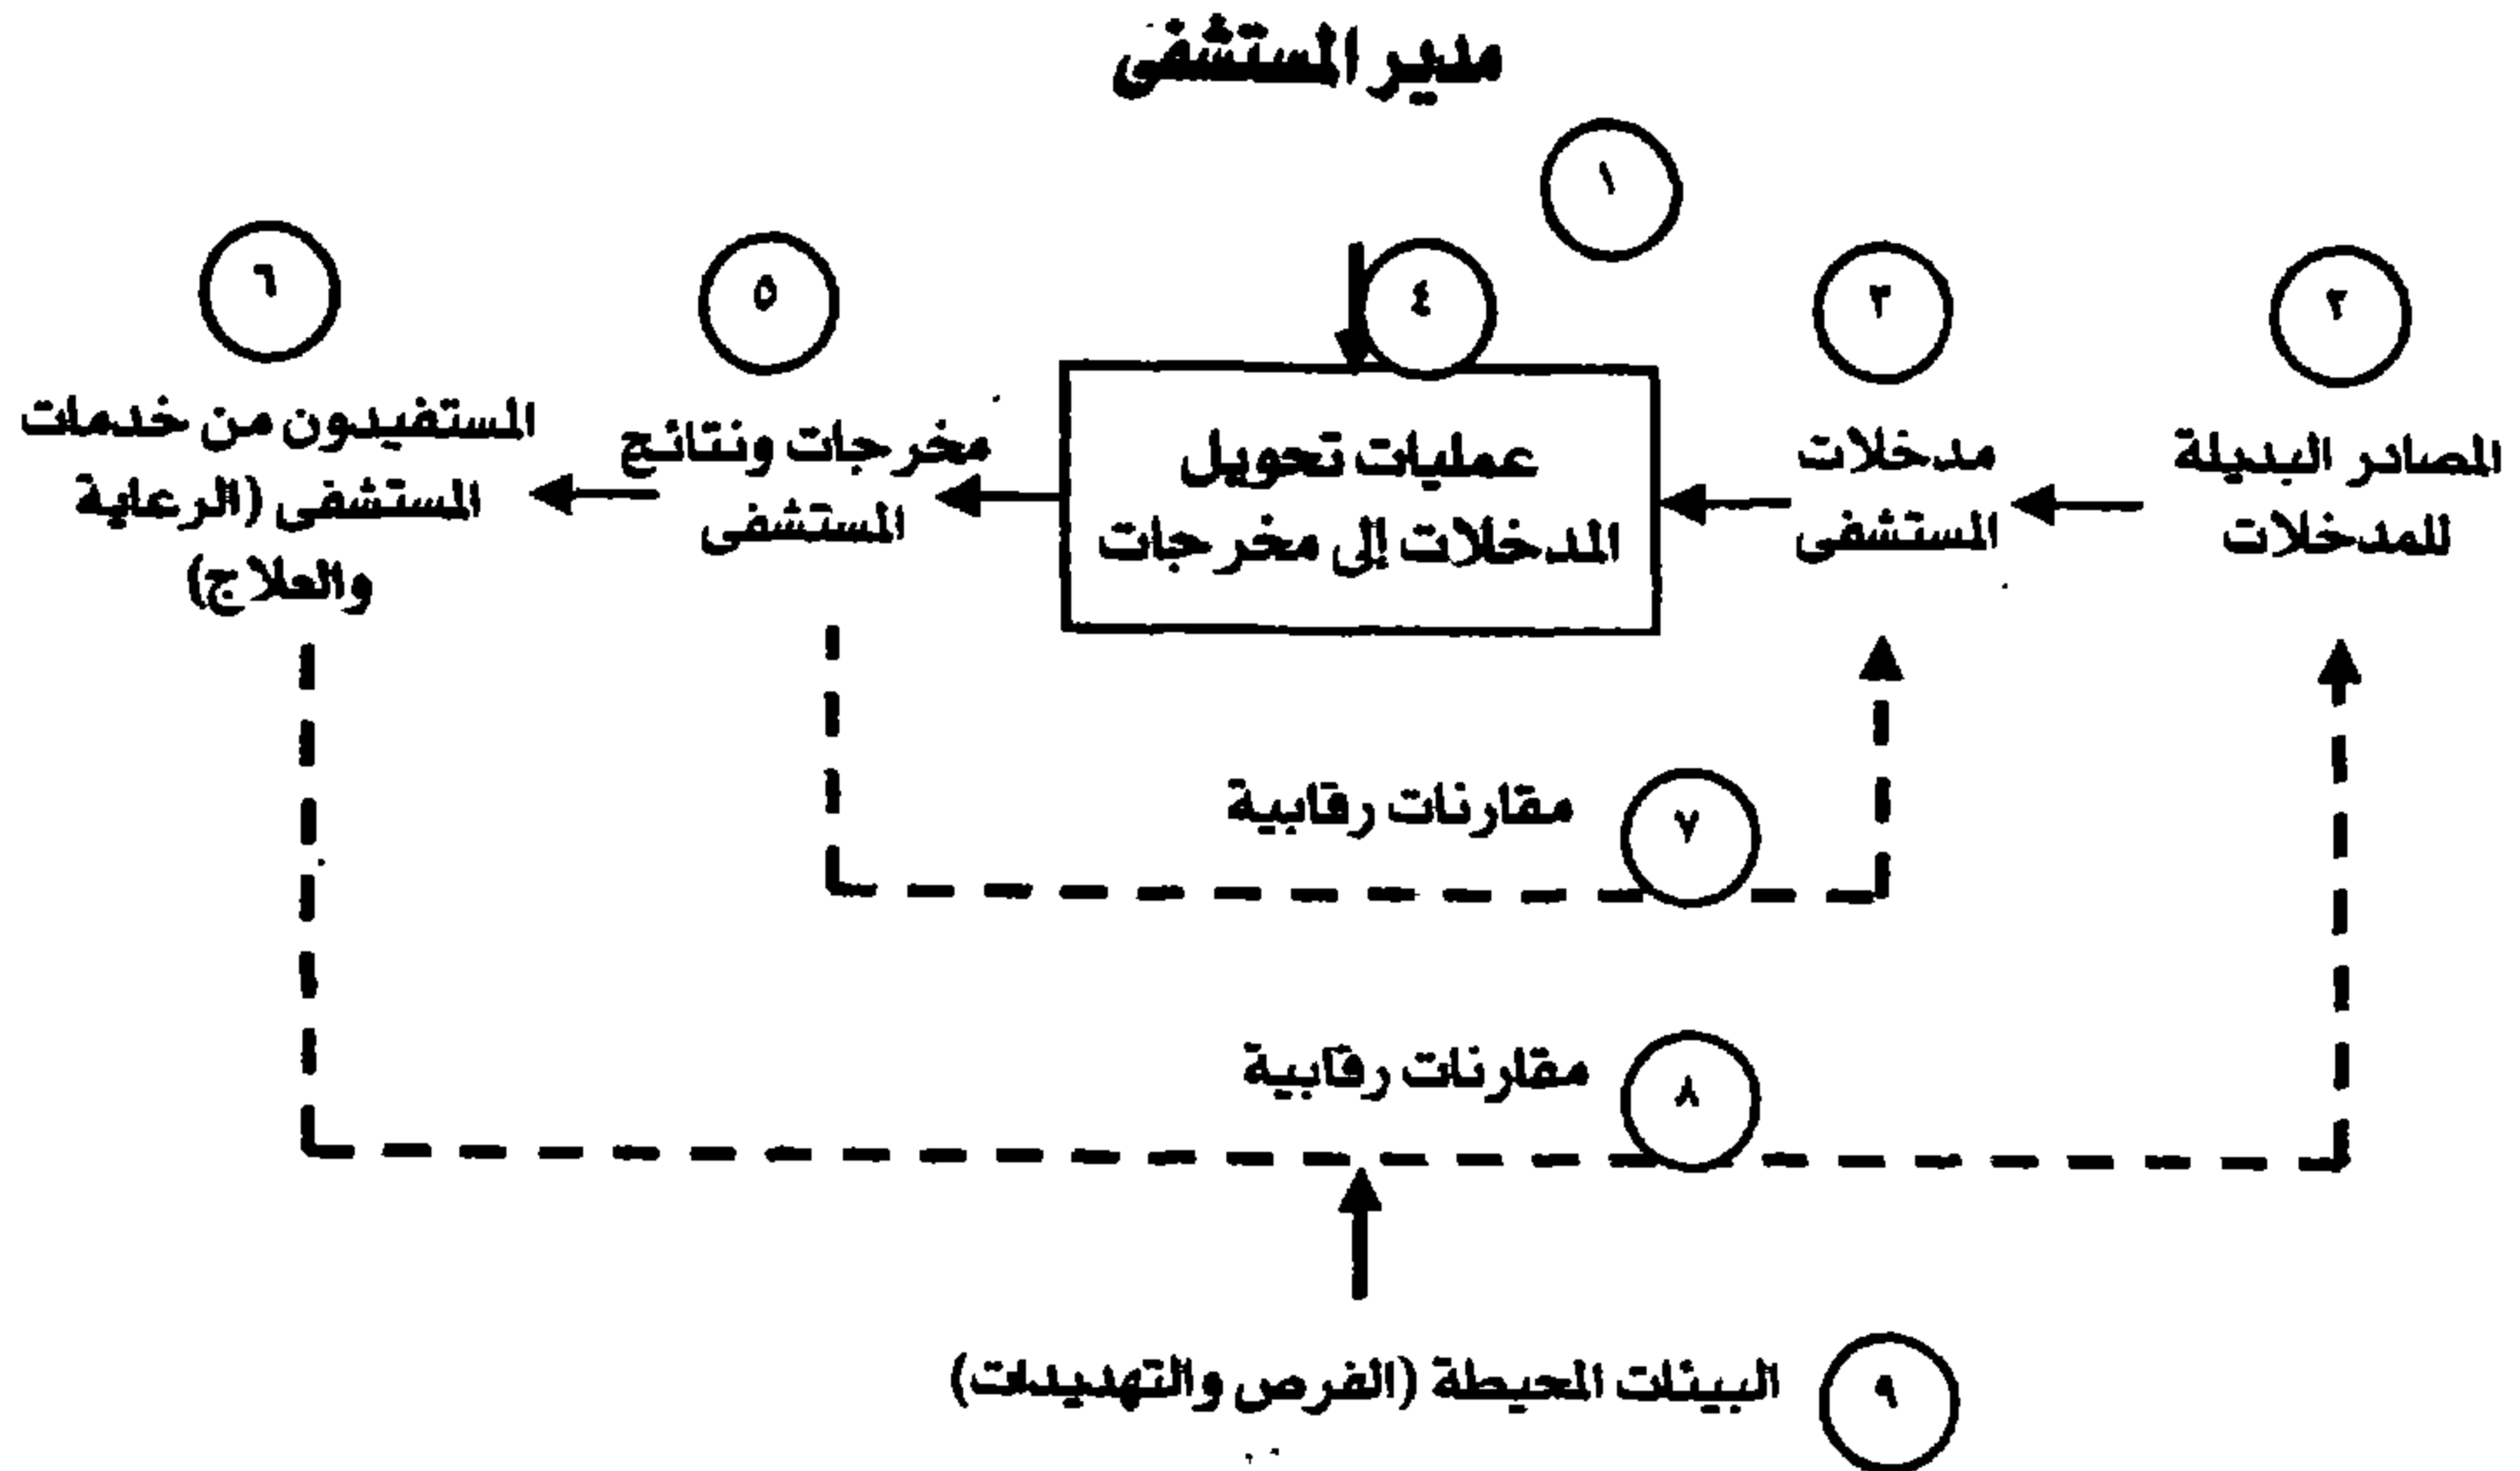 مدير المستشفى
١
٢
المصادر البديلة
للمدخلات
٣
مدخلات
المستشفى
٤
عمليات تحويل
المدخلات إلى مخرجات
٥
مخرجات ونتائج
المستشفى
٦
المستفيدون من خدمات
المستشفى (الرعاية
والعلاج)
٧
مقارنات رقابية
٨
مقارنات رقابية
٩
البيئات المحيطة (الفرص والتهديدات)